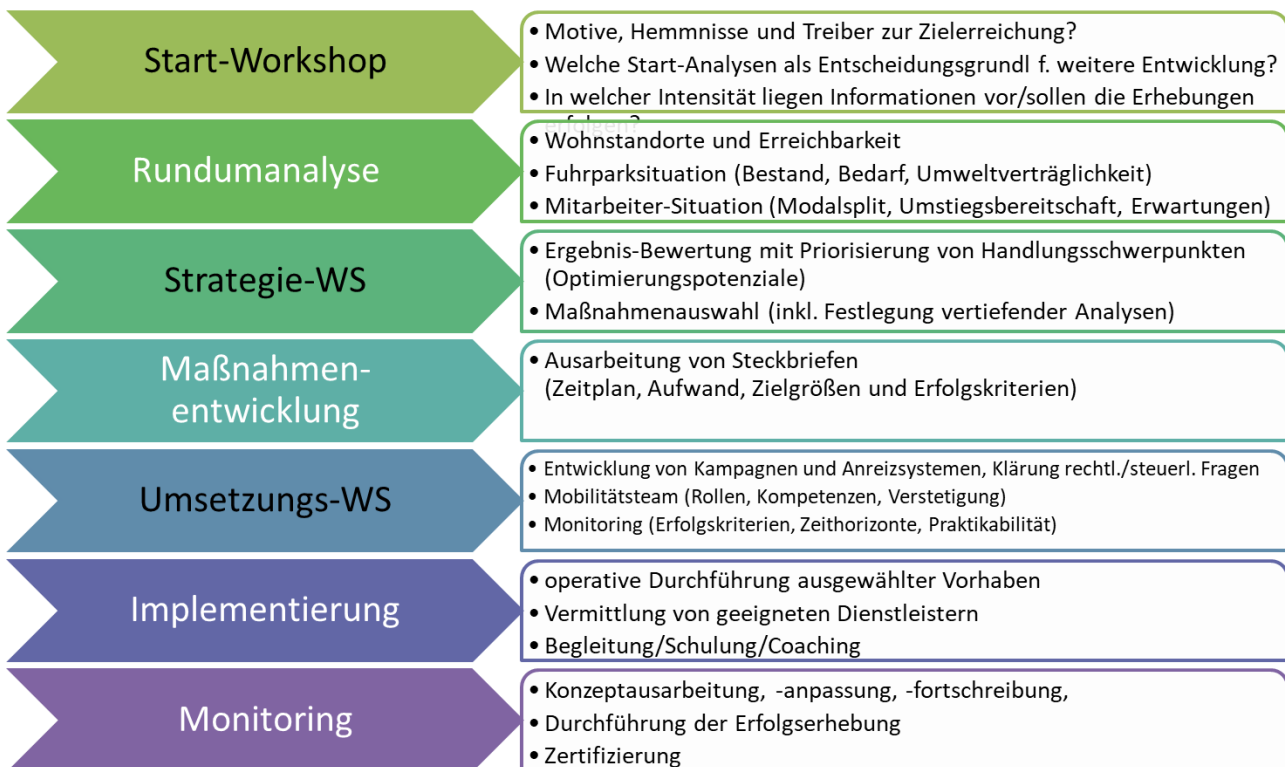 Start-Workshop
• Motive, Hemmnisse und Treiber zur Zielerreichung?
• Welche Start-Analysen als Entscheidungsgrundl f. weitere Entwicklung?
• In welcher Intensität liegen Informationen vor/sollen die Erhebungen
erfolgen?
Rundumanalyse
• Wohnstandorte und Erreichbarkeit
• Fuhrparksituation (Bestand, Bedarf, Umweltverträglichkeit)
• Mitarbeiter-Situation (Modalsplit, Umstiegsbereitschaft, Erwartungen)
Strategie-WS
• Ergebnis-Bewertung mit Priorisierung von Handlungsschwerpunkten
(Optimierungspotenziale)
• Maßnahmenauswahl (inkl. Festlegung vertiefender Analysen)
Maßnahmen-
entwicklung
• Ausarbeitung von Steckbriefen
(Zeitplan, Aufwand, Zielgrößen und Erfolgskriterien)
Umsetzungs-WS
• Entwicklung von Kampagnen und Anreizsystemen, Klärung rechtl./steuerl. Fragen
• Mobilitätsteam (Rollen, Kompetenzen, Verstetigung)
• Monitoring (Erfolgskriterien, Zeithorizonte, Praktikabilität)
Implementierung
• operative Durchführung ausgewählter Vorhaben
• Vermittlung von geeigneten Dienstleistern
• Begleitung/Schulung/Coaching
Monitoring
• Konzeptausarbeitung, -anpassung, -fortschreibung,
• Durchführung der Erfolgserhebung
• Zertifizierung